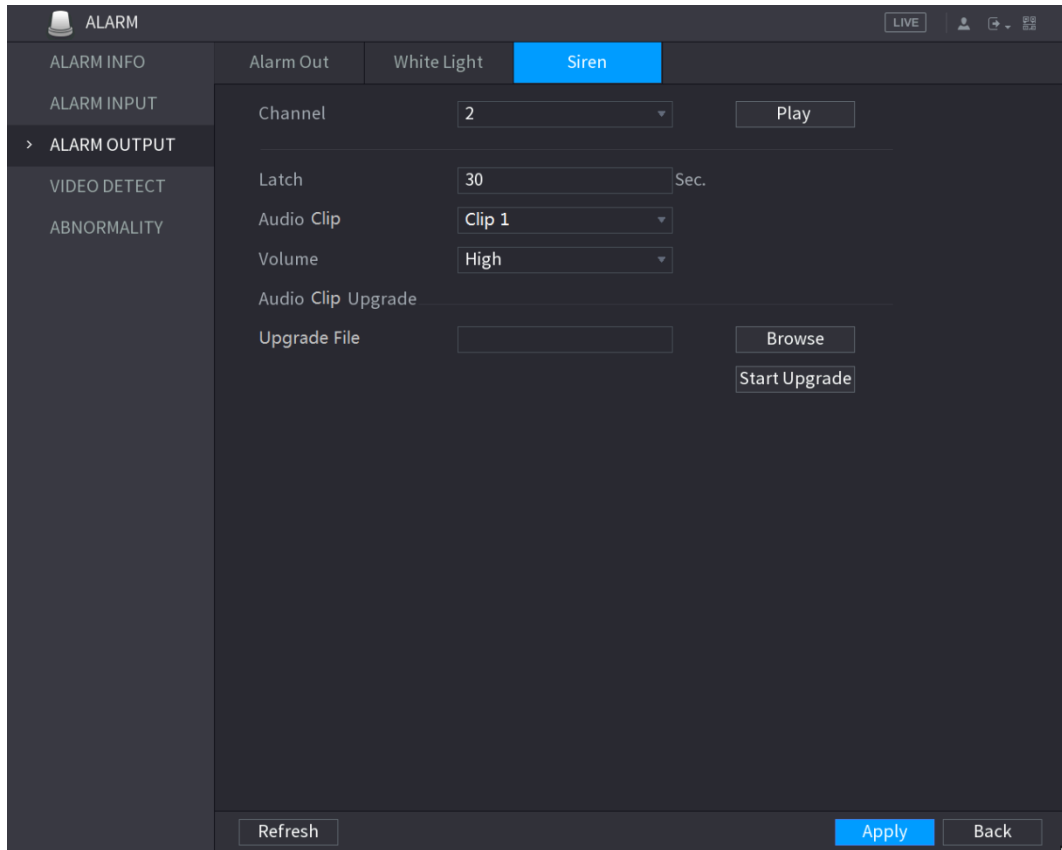 ALARM
LIVE
ALARM INFO
ALARM INPUT
> ALARM OUTPUT
VIDEO DETECT
ABNORMALITY
Alarm Out
White Light
Siren
Channel
2
Play
Latch
30
Sec.
Audio Clip
Clip 1
Volume
High
Audio Clip Upgrade
Upgrade File
Browse
Start Upgrade
Refresh
Apply
Back